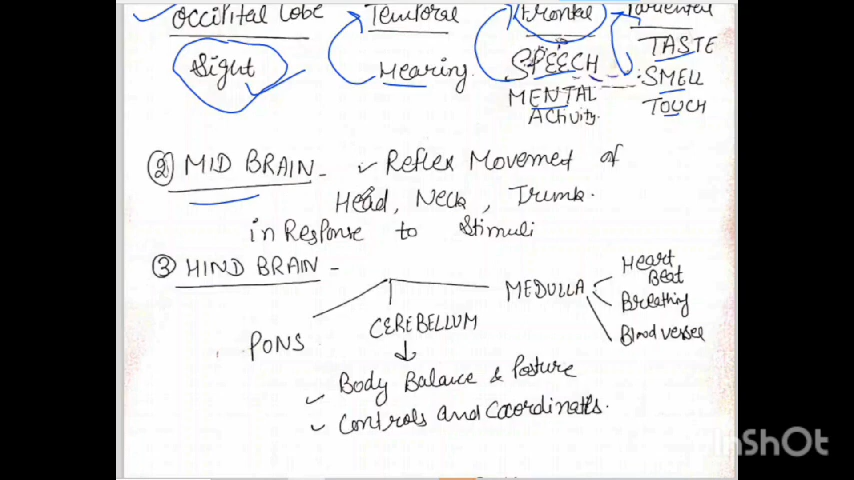 Occipital Lobe Temporal Frontal Parietal
Sight Hearing SPEECH TASTE
MENTAL SMELL
Activity. TOUCH
② MID BRAIN - ✓ Reflex Movement of
Head, Neck, Trunk.
in Response to Stimuli
③ HIND BRAIN -
Heart
Beat
MEDULLA Breathing
PONS CEREBELLUM Blood vessel
✓ Body Balance & Posture
✓ Controls and Coordinates.
InShOt